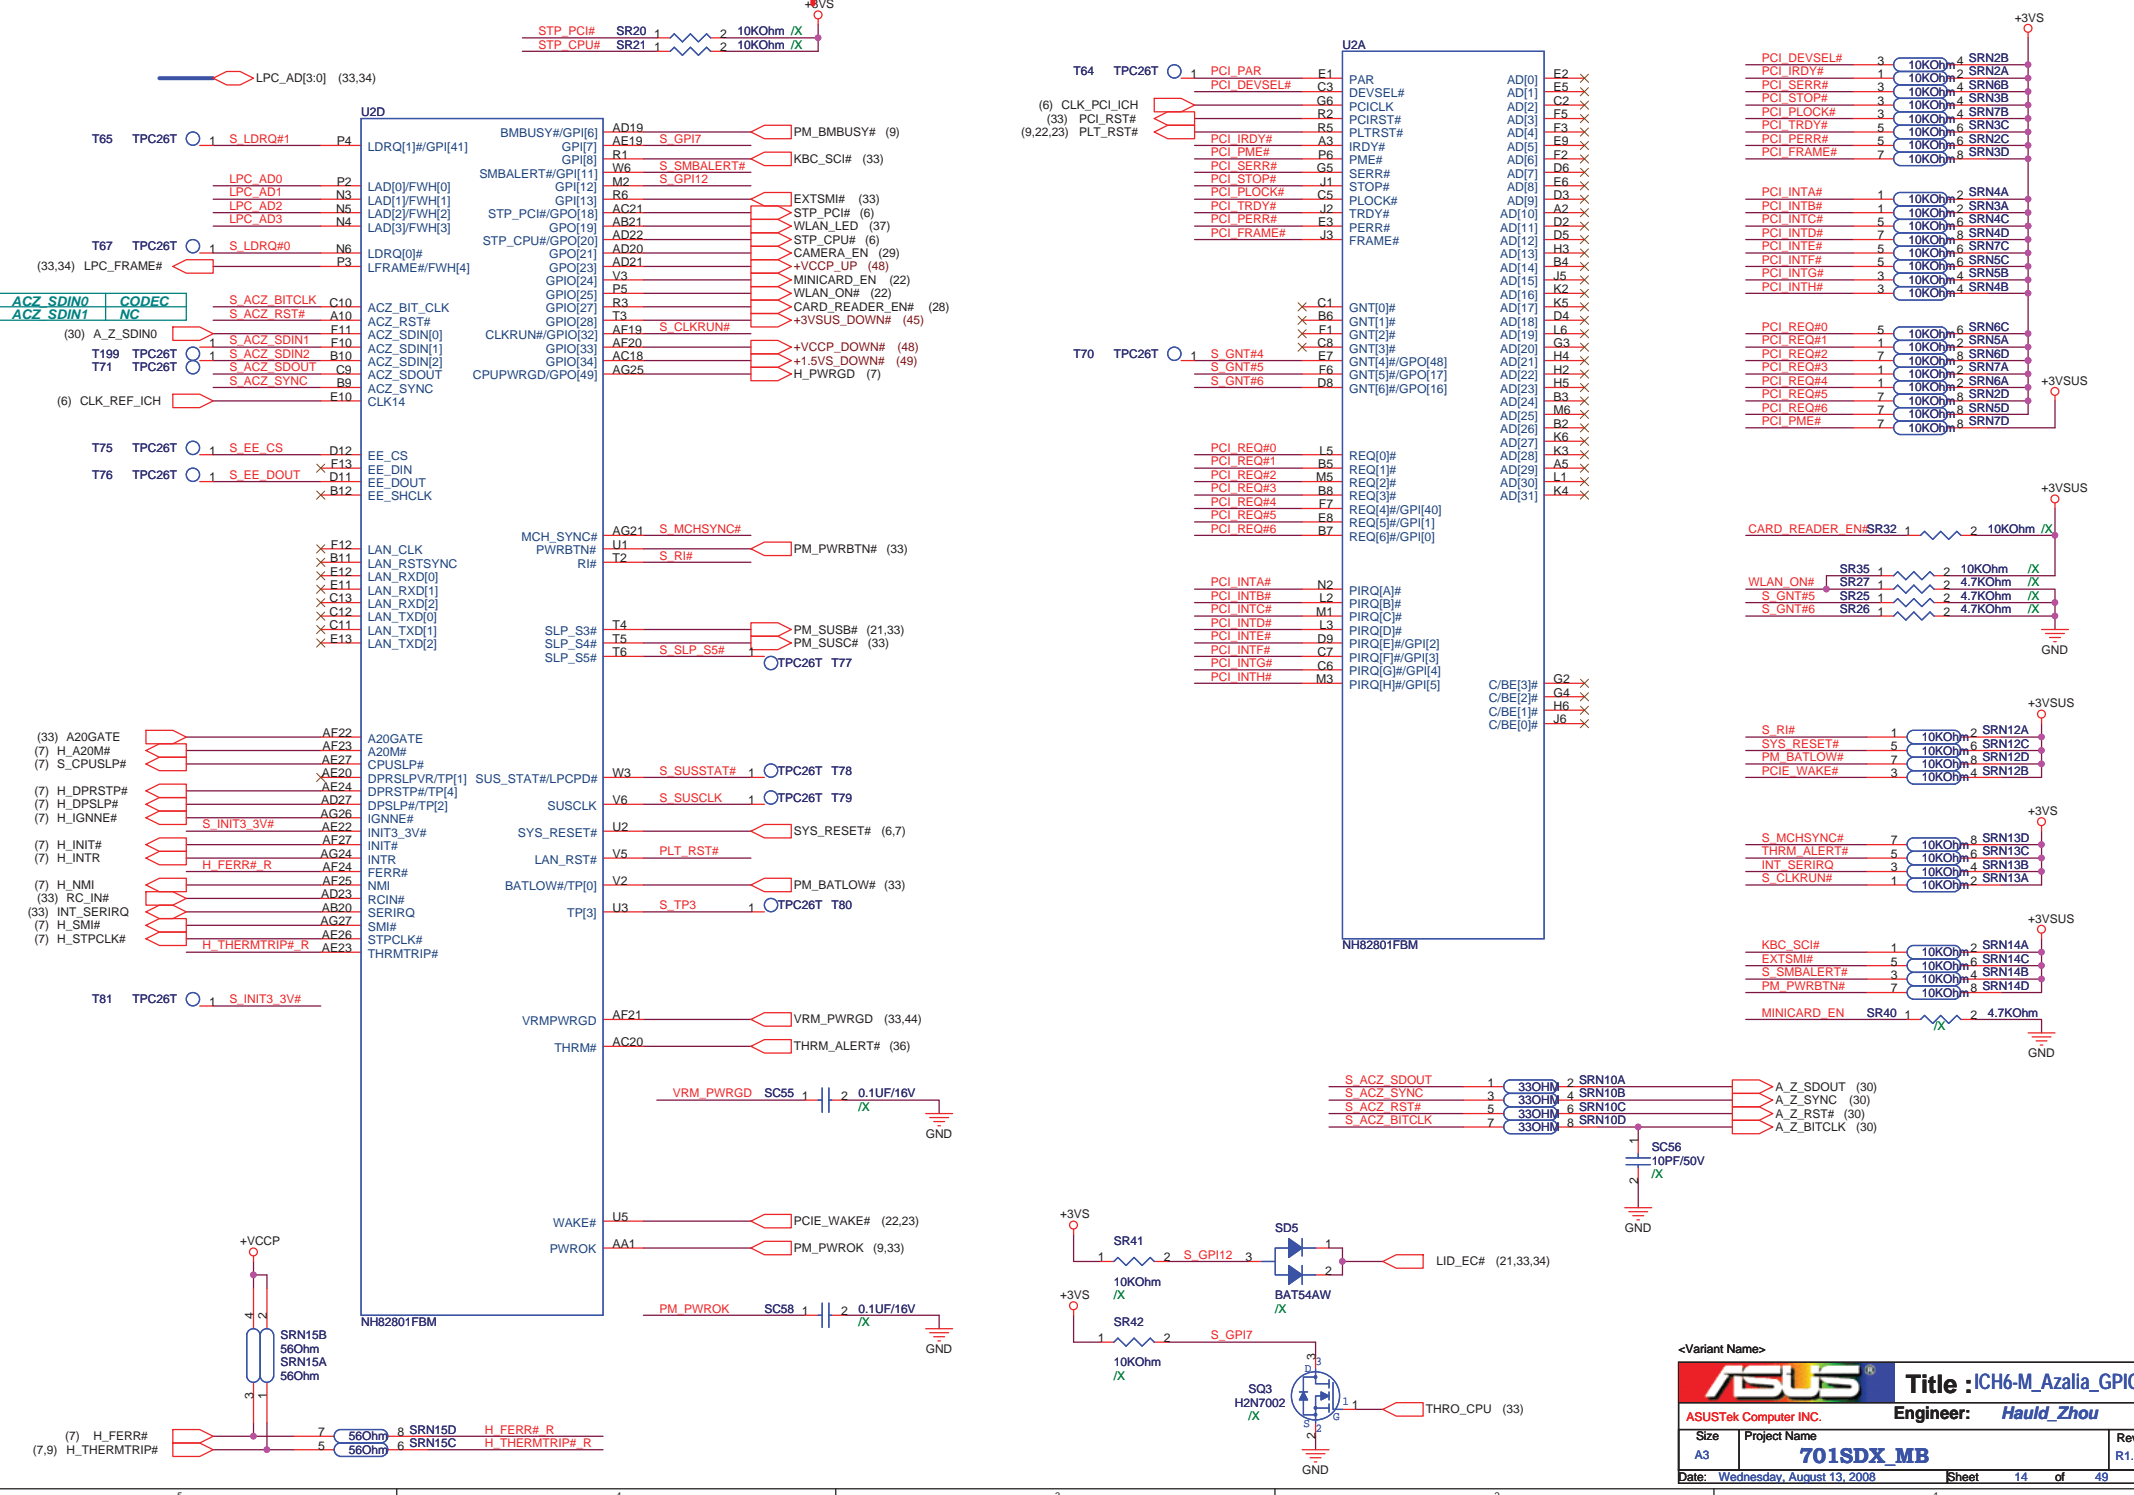 +3VS
STP_PCI# SR20 1 2 10KOhm /X
STP_CPU# SR21 1 2 10KOhm /X
LPC_AD[3:0] (33,34)
U2D
T65 TPC26T 1 S_LDRQ#1 P4 LDRQ[1]#/GPI[41]
LPC_AD0 P2 LAD[0]/FWH[0]
LPC_AD1 N3 LAD[1]/FWH[1]
LPC_AD2 N5 LAD[2]/FWH[2]
LPC_AD3 N4 LAD[3]/FWH[3]
T67 TPC26T 1 S_LDRQ#0 N6 LDRQ[0]#
(33,34) LPC_FRAME# P3 LFRAME#/FWH[4]
ACZ_SDIN0 CODEC
ACZ_SDIN1 NC
S_ACZ_BITCLK C10 ACZ_BIT_CLK
S_ACZ_RST# A10 ACZ_RST#
(30) A_Z_SDIN0 F11 ACZ_SDIN[0]
S_ACZ_SDIN1 F10 ACZ_SDIN[1]
T199 TPC26T 1 S_ACZ_SDIN2 B10 ACZ_SDIN[2]
T71 TPC26T 1 S_ACZ_SDOUT C9 ACZ_SDOUT
S_ACZ_SYNC B9 ACZ_SYNC
(6) CLK_REF_ICH E10 CLK14
T75 TPC26T 1 S_EE_CS D12 EE_CS
F13 EE_DIN
T76 TPC26T 1 S_EE_DOUT D11 EE_DOUT
B12 EE_SHCLK
F12 LAN_CLK
B11 LAN_RSTSYNC
E12 LAN_RXD[0]
E11 LAN_RXD[1]
C13 LAN_RXD[2]
C12 LAN_TXD[0]
C11 LAN_TXD[1]
E13 LAN_TXD[2]
(33) A20GATE AF22 A20GATE
(7) H_A20M# AF23 A20M#
(7) S_CPUSLP# AE27 CPUSLP#
AE20 DPRSLPVR/TP[1]
(7) H_DPRSTP# AE24 DPRSTP#/TP[4]
(7) H_DPSLP# AD27 DPSLP#/TP[2]
(7) H_IGNNE# AG26 IGNNE#
S_INIT3_3V# AE22 INIT3_3V#
(7) H_INIT# AF27 INIT#
(7) H_INTR AG24 INTR
H_FERR#_R AF24 FERR#
(7) H_NMI AF25 NMI
(33) RC_IN# AD23 RCIN#
(33) INT_SERIRQ AB20 SERIRQ
(7) H_SMI# AG27 SMI#
(7) H_STPCLK# AE26 STPCLK#
H_THERMTRIP#_R AE23 THRMTRIP#
T81 TPC26T 1 S_INIT3_3V#
BMBUSY#/GPI[6] AD19 PM_BMBUSY# (9)
GPI[7] AE19 S_GPI7
GPI[8] R1 KBC_SCI# (33)
SMBALERT#/GPI[11] W6 S_SMBALERT#
GPI[12] M2 S_GPI12
GPI[13] R6 EXTSMI# (33)
STP_PCI#/GPO[18] AC21 STP_PCI# (6)
GPO[19] AB21 WLAN_LED (37)
STP_CPU#/GPO[20] AD22 STP_CPU# (6)
GPO[21] AD20 CAMERA_EN (29)
GPO[23] AD21 +VCCP_UP (48)
GPIO[24] V3 MINICARD_EN (22)
GPIO[25] P5 WLAN_ON# (22)
GPIO[27] R3 CARD_READER_EN# (28)
GPIO[28] T3 +3VSUS_DOWN# (45)
CLKRUN#/GPIO[32] AF19 S_CLKRUN#
GPIO[33] AF20 +VCCP_DOWN# (48)
GPIO[34] AC18 +1.5VS_DOWN# (49)
CPUPWRGD/GPO[49] AG25 H_PWRGD (7)
MCH_SYNC# AG21 S_MCHSYNC#
PWRBTN# U1 PM_PWRBTN# (33)
RI# T2 S_RI#
SLP_S3# T4 PM_SUSB# (21,33)
SLP_S4# T5 PM_SUSC# (33)
SLP_S5# T6 S_SLP_S5# 1 TPC26T T77
SUS_STAT#/LPCPD# W3 S_SUSSTAT# 1 TPC26T T78
SUSCLK V6 S_SUSCLK 1 TPC26T T79
SYS_RESET# U2 SYS_RESET# (6,7)
LAN_RST# V5 PLT_RST#
BATLOW#/TP[0] V2 PM_BATLOW# (33)
TP[3] U3 S_TP3 1 TPC26T T80
VRMPWRGD AF21 VRM_PWRGD (33,44)
THRM# AC20 THRM_ALERT# (36)
VRM_PWRGD SC55 1 2 0.1UF/16V /X GND
WAKE# U5 PCIE_WAKE# (22,23)
PWROK AA1 PM_PWROK (9,33)
PM_PWROK SC58 1 2 0.1UF/16V /X GND
NH82801FBM
+VCCP
4 2
SRN15B
56Ohm
SRN15A
56Ohm
3 1
(7) H_FERR# 7 56Ohm 8 SRN15D H_FERR#_R
(7,9) H_THERMTRIP# 5 56Ohm 6 SRN15C H_THERMTRIP#_R
U2A
T64 TPC26T 1 PCI_PAR E1 PAR
PCI_DEVSEL# C3 DEVSEL#
(6) CLK_PCI_ICH G6 PCICLK
(33) PCI_RST# R2 PCIRST#
(9,22,23) PLT_RST# R5 PLTRST#
PCI_IRDY# A3 IRDY#
PCI_PME# P6 PME#
PCI_SERR# G5 SERR#
PCI_STOP# J1 STOP#
PCI_PLOCK# C5 PLOCK#
PCI_TRDY# J2 TRDY#
PCI_PERR# E3 PERR#
PCI_FRAME# J3 FRAME#
C1 GNT[0]#
B6 GNT[1]#
F1 GNT[2]#
C8 GNT[3]#
T70 TPC26T 1 S_GNT#4 E7 GNT[4]#/GPO[48]
S_GNT#5 F6 GNT[5]#/GPO[17]
S_GNT#6 D8 GNT[6]#/GPO[16]
PCI_REQ#0 L5 REQ[0]#
PCI_REQ#1 B5 REQ[1]#
PCI_REQ#2 M5 REQ[2]#
PCI_REQ#3 B8 REQ[3]#
PCI_REQ#4 F7 REQ[4]#/GPI[40]
PCI_REQ#5 E8 REQ[5]#/GPI[1]
PCI_REQ#6 B7 REQ[6]#/GPI[0]
PCI_INTA# N2 PIRQ[A]#
PCI_INTB# L2 PIRQ[B]#
PCI_INTC# M1 PIRQ[C]#
PCI_INTD# L3 PIRQ[D]#
PCI_INTE# D9 PIRQ[E]#/GPI[2]
PCI_INTF# C7 PIRQ[F]#/GPI[3]
PCI_INTG# C6 PIRQ[G]#/GPI[4]
PCI_INTH# M3 PIRQ[H]#/GPI[5]
AD[0] E2
AD[1] E5
AD[2] C2
AD[3] F5
AD[4] F3
AD[5] E9
AD[6] F2
AD[7] D6
AD[8] E6
AD[9] D3
AD[10] A2
AD[11] D2
AD[12] D5
AD[13] H3
AD[14] B4
AD[15] J5
AD[16] K2
AD[17] K5
AD[18] D4
AD[19] L6
AD[20] G3
AD[21] H4
AD[22] H2
AD[23] H5
AD[24] B3
AD[25] M6
AD[26] B2
AD[27] K6
AD[28] K3
AD[29] A5
AD[30] L1
AD[31] K4
C/BE[3]# G2
C/BE[2]# G4
C/BE[1]# H6
C/BE[0]# J6
NH82801FBM
+3VS
PCI_DEVSEL# 3 10KOhm 4 SRN2B
PCI_IRDY# 1 10KOhm 2 SRN2A
PCI_SERR# 3 10KOhm 4 SRN6B
PCI_STOP# 3 10KOhm 4 SRN3B
PCI_PLOCK# 3 10KOhm 4 SRN7B
PCI_TRDY# 5 10KOhm 6 SRN3C
PCI_PERR# 5 10KOhm 6 SRN2C
PCI_FRAME# 7 10KOhm 8 SRN3D
PCI_INTA# 1 10KOhm 2 SRN4A
PCI_INTB# 1 10KOhm 2 SRN3A
PCI_INTC# 5 10KOhm 6 SRN4C
PCI_INTD# 7 10KOhm 8 SRN4D
PCI_INTE# 5 10KOhm 6 SRN7C
PCI_INTF# 5 10KOhm 6 SRN5C
PCI_INTG# 3 10KOhm 4 SRN5B
PCI_INTH# 3 10KOhm 4 SRN4B
PCI_REQ#0 5 10KOhm 6 SRN6C
PCI_REQ#1 1 10KOhm 2 SRN5A
PCI_REQ#2 7 10KOhm 8 SRN6D
PCI_REQ#3 1 10KOhm 2 SRN7A
PCI_REQ#4 1 10KOhm 2 SRN6A
PCI_REQ#5 7 10KOhm 8 SRN2D
PCI_REQ#6 7 10KOhm 8 SRN5D
PCI_PME# 7 10KOhm 8 SRN7D
+3VSUS
+3VSUS
CARD_READER_EN# SR32 1 2 10KOhm /X
SR35 1 2 10KOhm /X
WLAN_ON# SR27 1 2 4.7KOhm /X
S_GNT#5 SR25 1 2 4.7KOhm /X
S_GNT#6 SR26 1 2 4.7KOhm /X
GND
+3VSUS
S_RI# 1 10KOhm 2 SRN12A
SYS_RESET# 5 10KOhm 6 SRN12C
PM_BATLOW# 7 10KOhm 8 SRN12D
PCIE_WAKE# 3 10KOhm 4 SRN12B
+3VS
S_MCHSYNC# 7 10KOhm 8 SRN13D
THRM_ALERT# 5 10KOhm 6 SRN13C
INT_SERIRQ 3 10KOhm 4 SRN13B
S_CLKRUN# 1 10KOhm 2 SRN13A
+3VSUS
KBC_SCI# 1 10KOhm 2 SRN14A
EXTSMI# 5 10KOhm 6 SRN14C
S_SMBALERT# 3 10KOhm 4 SRN14B
PM_PWRBTN# 7 10KOhm 8 SRN14D
MINICARD_EN SR40 1 2 4.7KOhm
/X
GND
S_ACZ_SDOUT 1 33OHM 2 SRN10A A_Z_SDOUT (30)
S_ACZ_SYNC 3 33OHM 4 SRN10B A_Z_SYNC (30)
S_ACZ_RST# 5 33OHM 6 SRN10C A_Z_RST# (30)
S_ACZ_BITCLK 7 33OHM 8 SRN10D A_Z_BITCLK (30)
1
SC56
10PF/50V
/X
2
GND
+3VS
SR41
1 2 S_GPI12 3 SD5 1 2
10KOhm
/X
BAT54AW
/X
LID_EC# (21,33,34)
+3VS
SR42
1 2 S_GPI7
10KOhm
/X
SQ3
H2N7002
/X
3 D 3
1 1 G
S 2 2
THRO_CPU (33)
GND
<Variant Name>
ASUS ®
Title : ICH6-M_Azalia_GPIO
ASUSTek Computer INC.
Engineer: Hauld_Zhou
Size
A3
Project Name
701SDX_MB
Rev
R1.
Date: Wednesday, August 13, 2008
Sheet 14 of 49